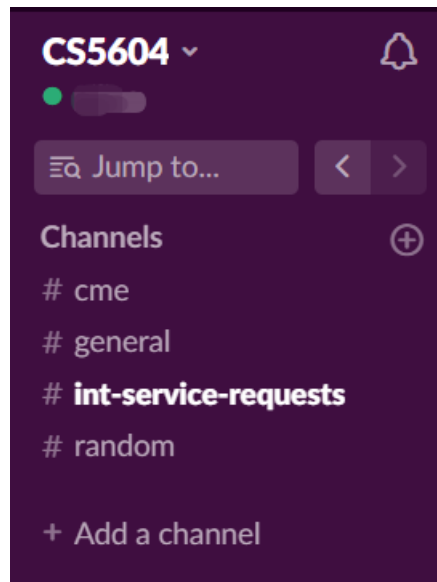 CS5604
Jump to...
Channels
# cme
# general
# int-service-requests
# random
+ Add a channel